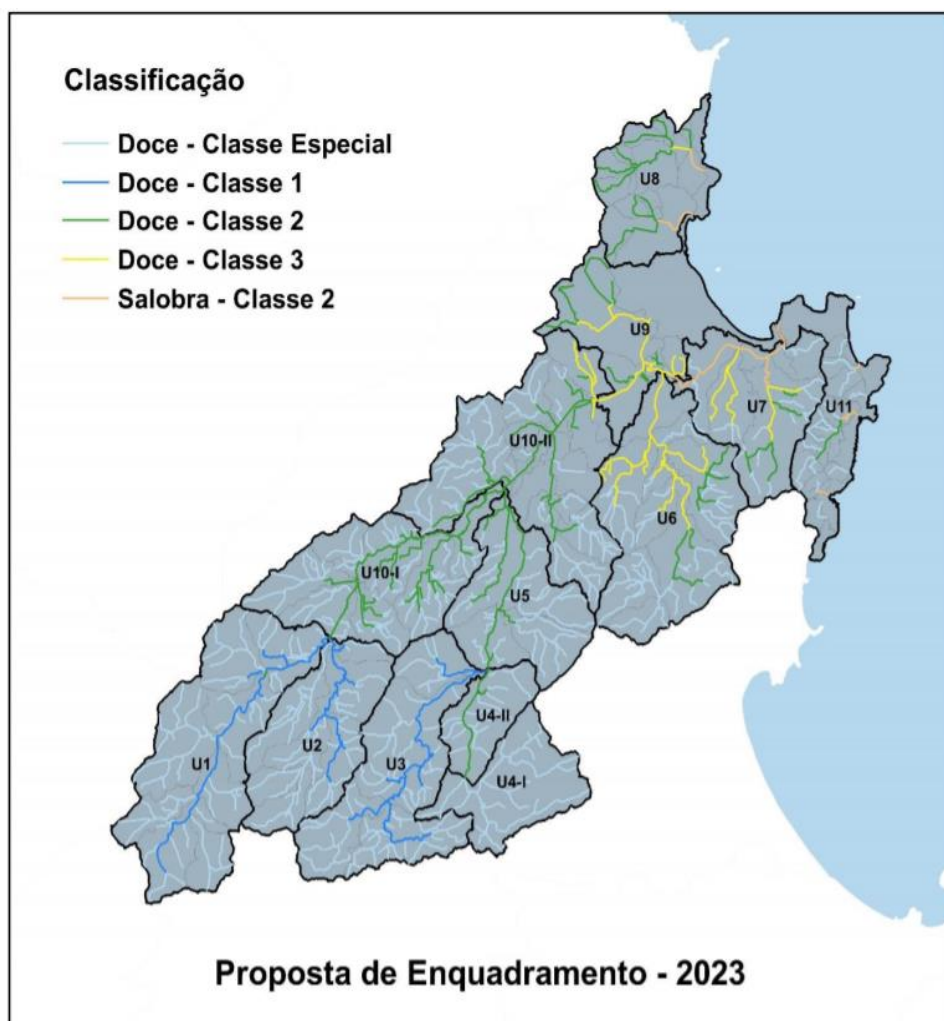 Classificação
Doce - Classe Especial
Doce - Classe 1
Doce - Classe 2
Doce - Classe 3
Salobra - Classe 2
U8
U9
U7
U11
U10-II
U6
U10-I
U5
U4-II
U2
U3
U1
U4-I
Proposta de Enquadramento - 2023